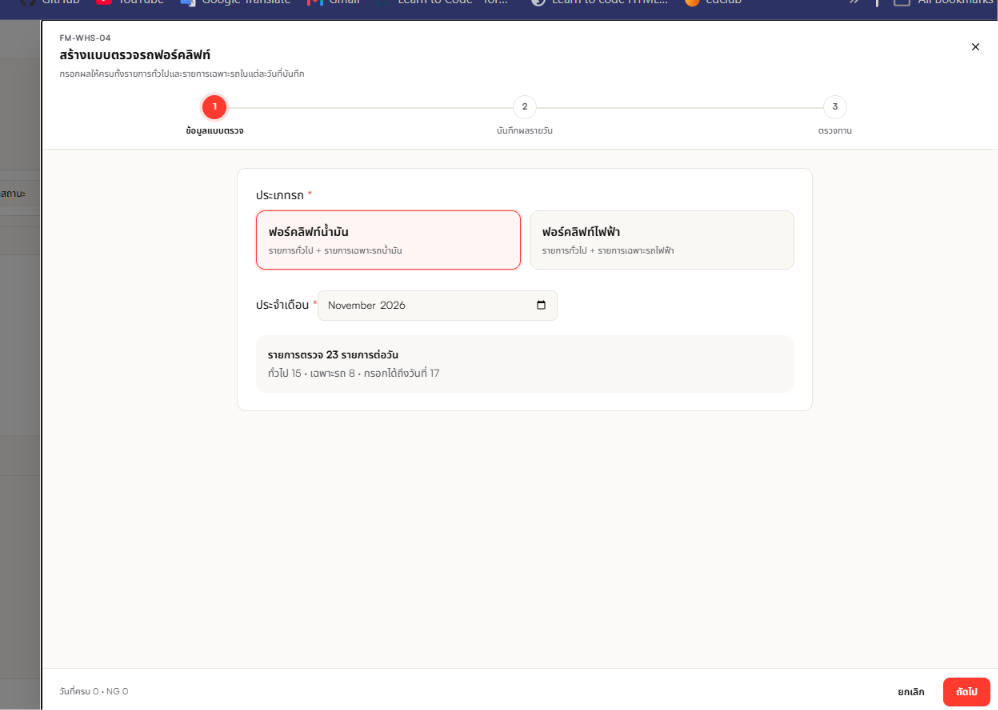 GitHub YouTube Google Translate Gmail Learn to Code - for... Learn to code HTML... edclub » All Bookmarks
FM-WHS-04
สร้างแบบตรวจรถฟอร์คลิฟท์
กรอกผลให้ครบทั้งรายการทั่วไปและรายการเฉพาะรถในแต่ละวันที่บันทึก
1
2
3
ข้อมูลแบบตรวจ
บันทึกผลรายวัน
ตรวจทาน
สถานะ
ประเภทรถ *
ฟอร์คลิฟท์น้ำมัน
รายการทั่วไป + รายการเฉพาะรถน้ำมัน
ฟอร์คลิฟท์ไฟฟ้า
รายการทั่วไป + รายการเฉพาะรถไฟฟ้า
ประจำเดือน *
November 2026
รายการตรวจ 23 รายการต่อวัน
ทั่วไป 15 · เฉพาะรถ 8 · กรอกได้ถึงวันที่ 17
วันที่ครบ 0 · NG 0
ยกเลิก
ถัดไป